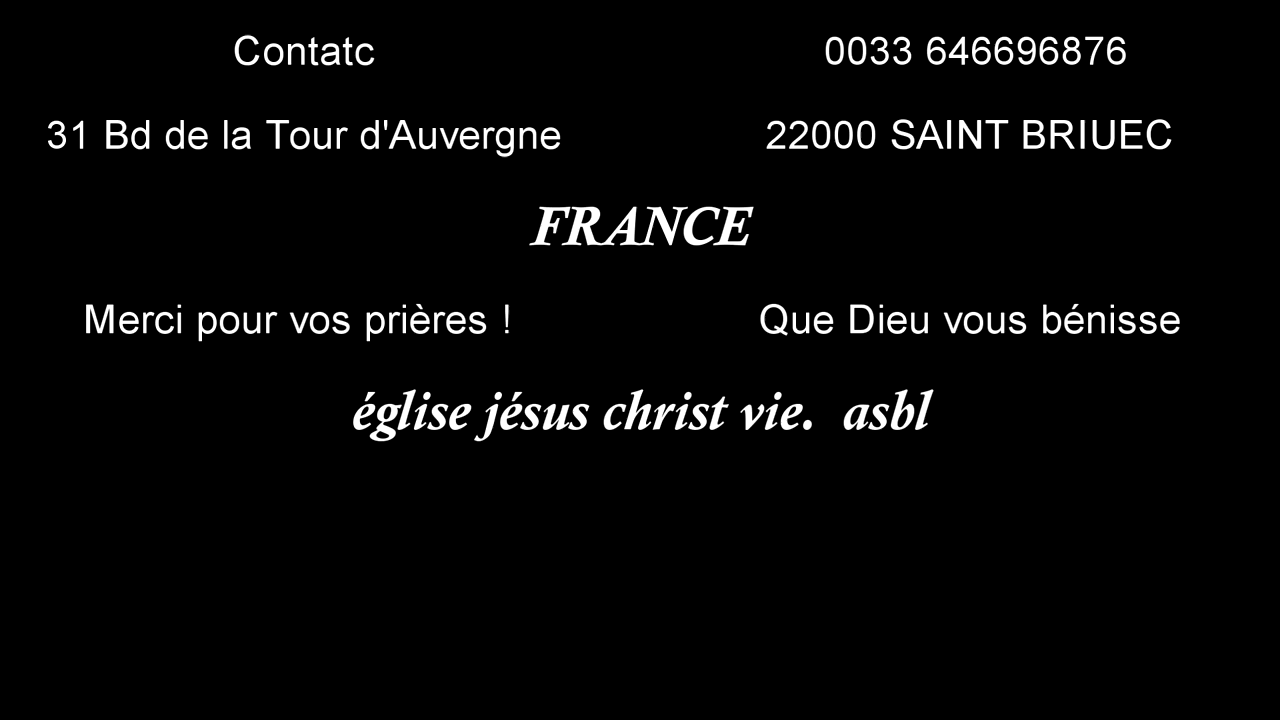 Contatc 0033 646696876
31 Bd de la Tour d'Auvergne 22000 SAINT BRIUEC
FRANCE
Merci pour vos prières ! Que Dieu vous bénisse
église jésus christ vie. asbl